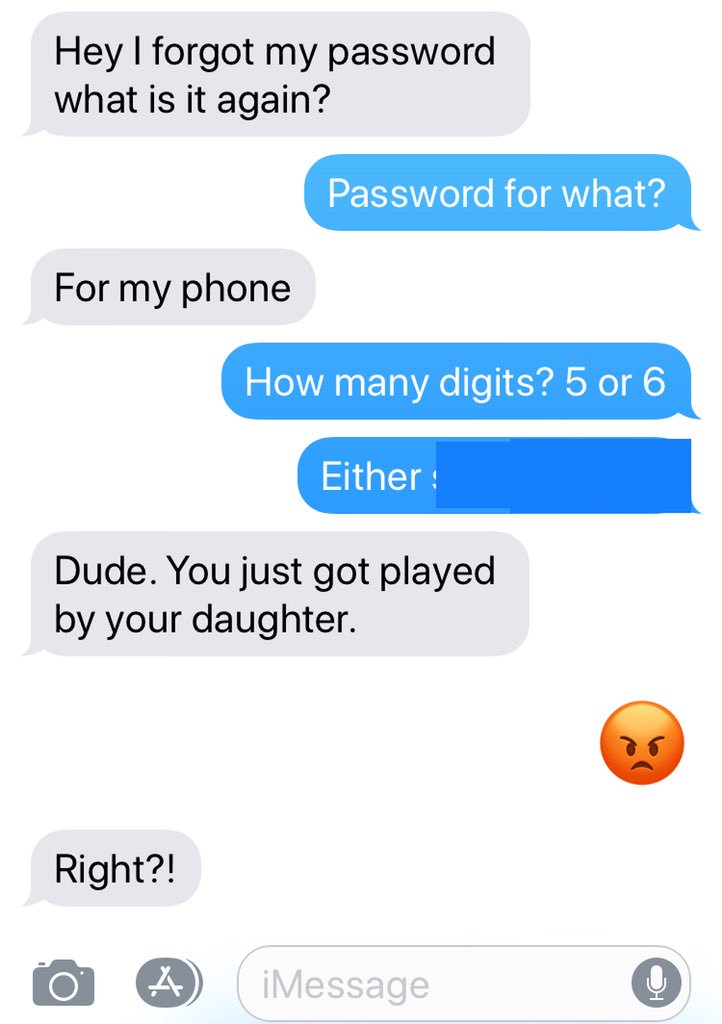 Hey I forgot my password
what is it again?
Password for what?
For my phone
How many digits? 5 or 6
Either
Dude. You just got played
by your daughter.
Right?!
iMessage